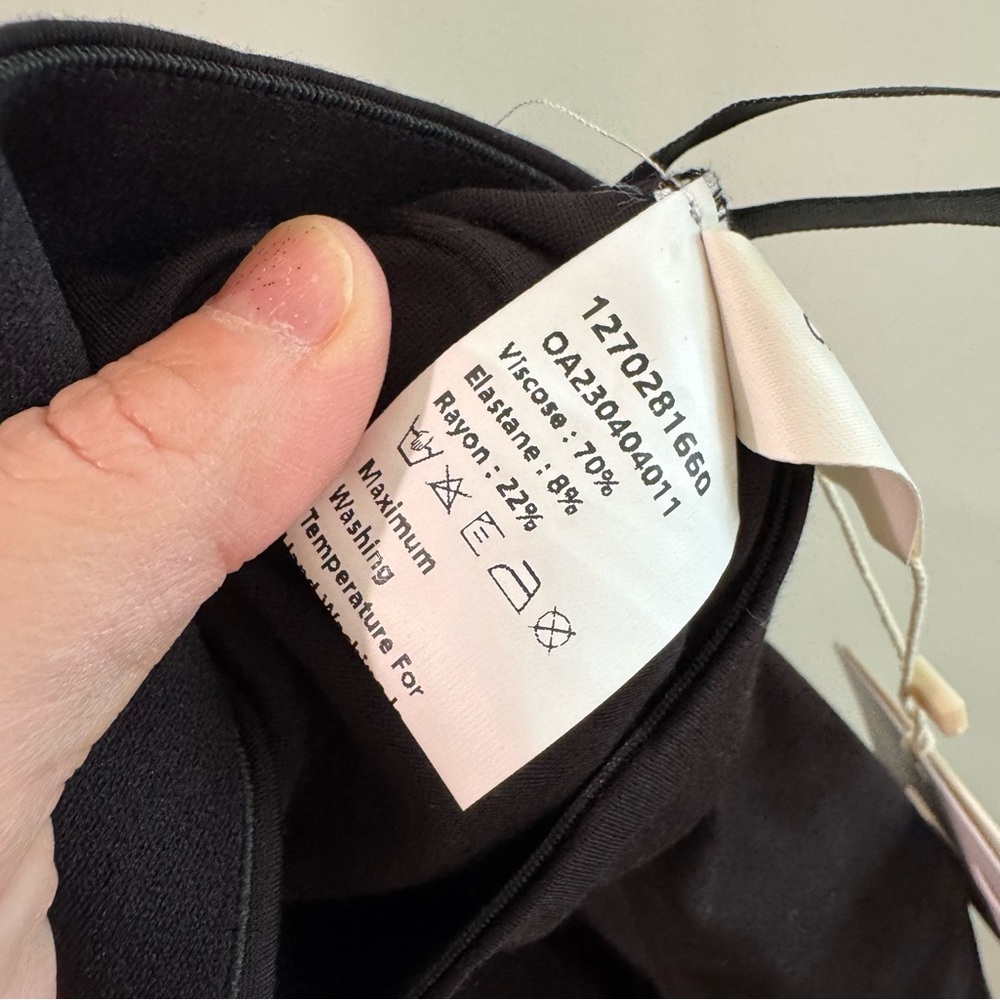 1270281660
OA230404011
Viscose : 70%
Elastane : 8%
Rayon : 22%
Maximum
Washing
Temperature For